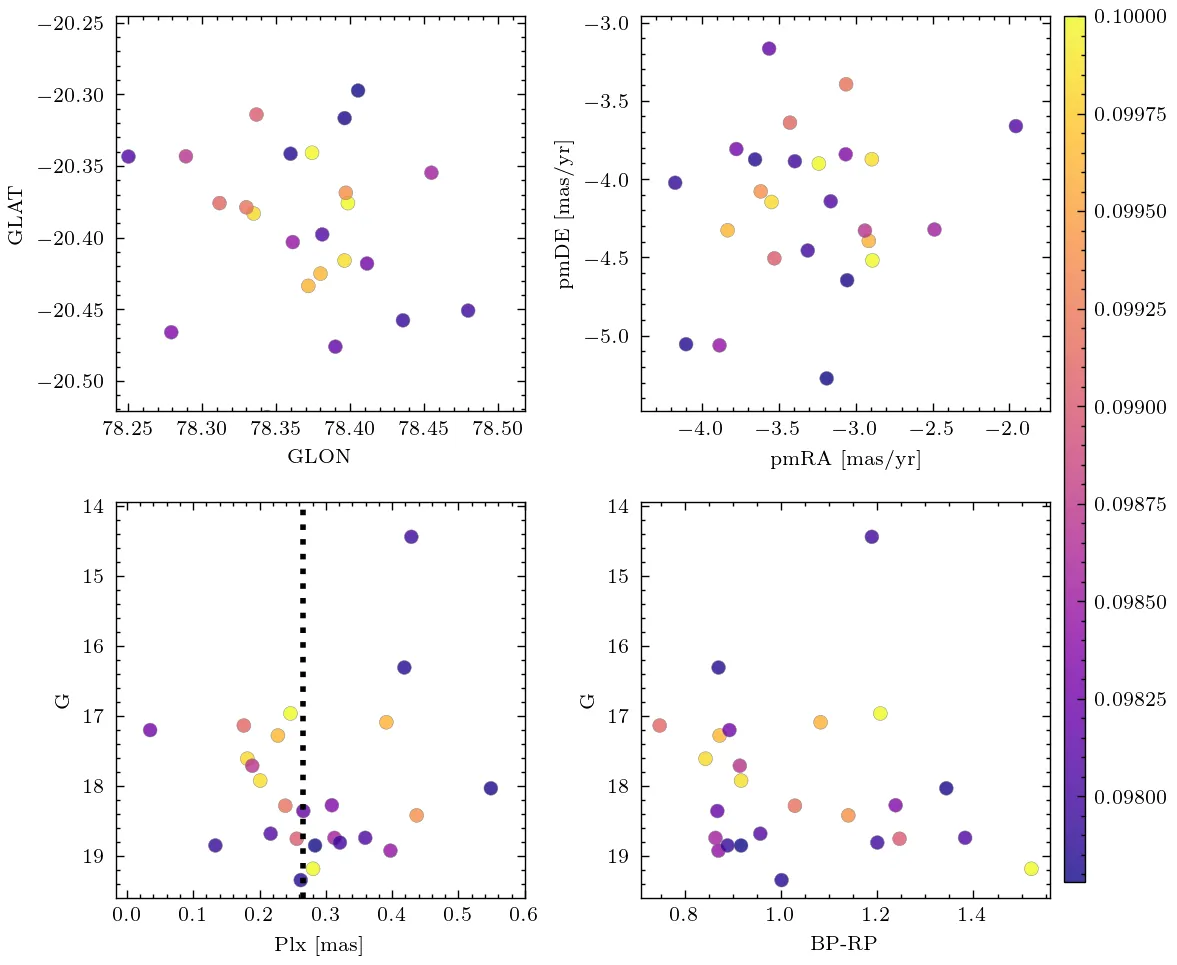 −20.25
−20.30
−20.35
−20.40
−20.45
−20.50
GLAT
78.25 78.30 78.35 78.40 78.45 78.50
GLON
−3.0
−3.5
−4.0
−4.5
−5.0
pmDE [mas/yr]
−4.0 −3.5 −3.0 −2.5 −2.0
pmRA [mas/yr]
0.10000
0.09975
0.09950
0.09925
0.09900
0.09875
0.09850
0.09825
0.09800
14
15
16
17
18
19
G
0.0 0.1 0.2 0.3 0.4 0.5 0.6
Plx [mas]
14
15
16
17
18
19
G
0.8 1.0 1.2 1.4
BP-RP